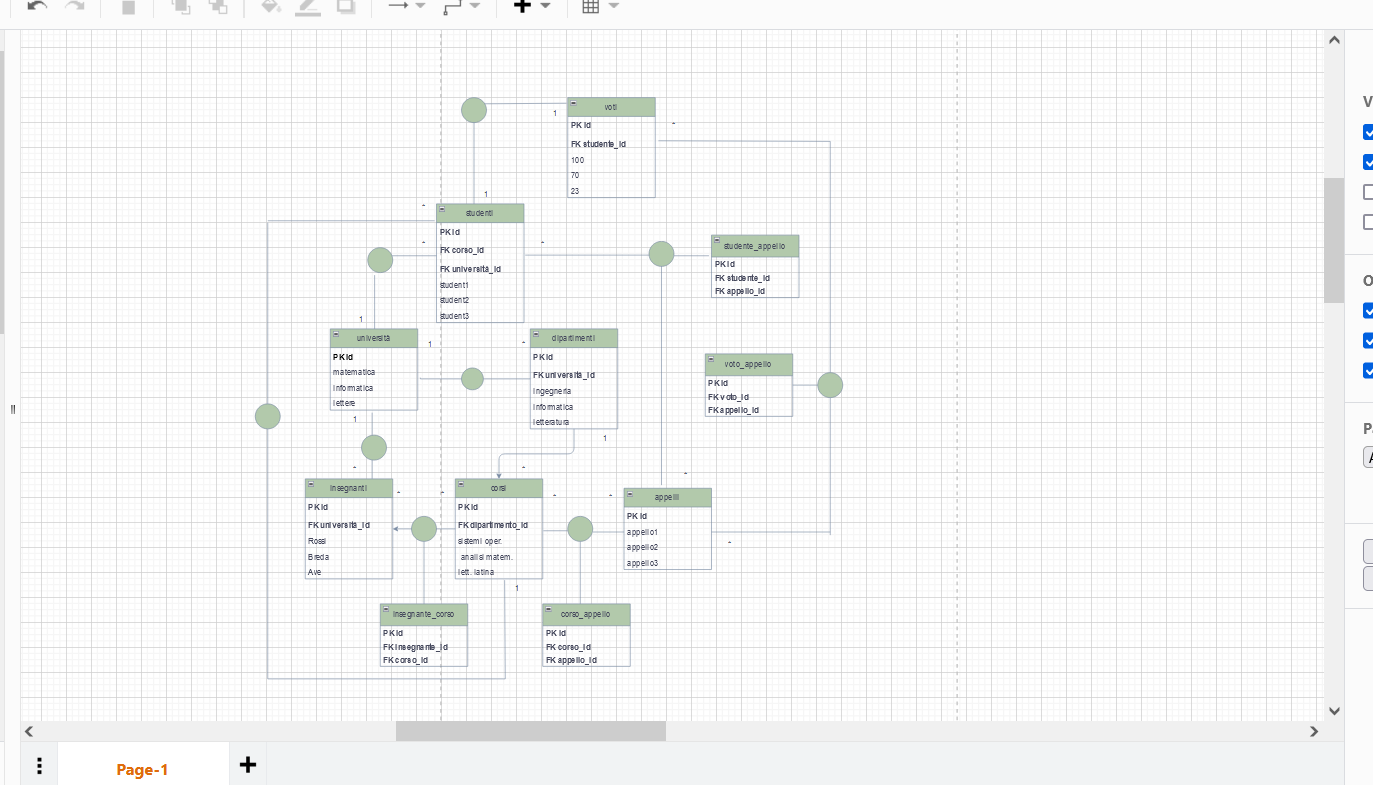 voti
PK id
FK studente_id
100
70
23
1
-
1
-
studenti
PK id
FK corso_id
FK università_id
student1
student2
student3
-
-
studente_appello
PK id
FK studente_id
FK appello_id
1
università
PK id
matematica
informatica
lettere
1
-
dipartimenti
PK id
FK università_id
ingegneria
informatica
letteratura
voto_appello
PK id
FK voto_id
FK appello_id
1
1
-
-
-
insegnanti
PK id
FK università_id
Rossi
Breda
Ave
-
-
corsi
PK id
FK dipartimento_id
sistemi oper.
analisi matem.
lett. latina
-
-
appelli
PK id
appello1
appello2
appello3
-
1
insegnante_corso
PK id
FK insegnante_id
FK corso_id
corso_appello
PK id
FK corso_id
FK appello_id
V
O
P
A
Page-1